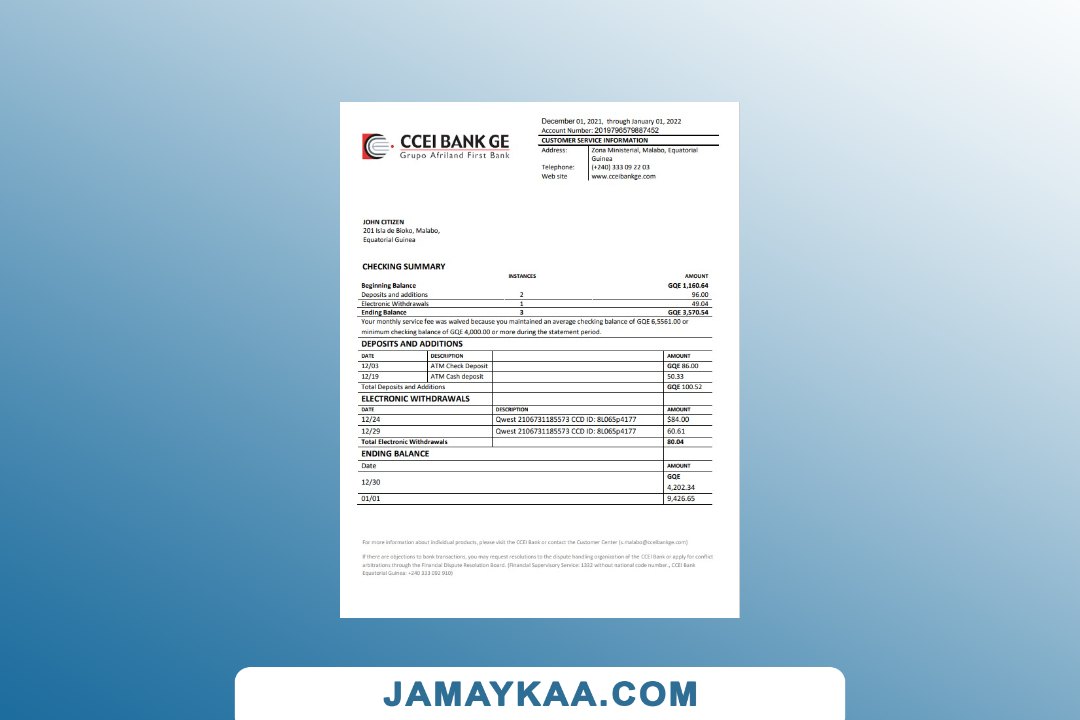 CCEI BANK GE
Grupo Afriland First Bank
December 01, 2021, through January 01, 2022
Account Number: 2019796579887452
CUSTOMER SERVICE INFORMATION
Address: Zona Ministerial, Malabo, Equatorial
Guinea
Telephone: (+240) 333 09 22 03
Web site www.cceibankge.com
JOHN CITIZEN
201 Isla de Bioko, Malabo,
Equatorial Guinea
CHECKING SUMMARY
INSTANCES AMOUNT
Beginning Balance GQE 1,160.64
Deposits and additions 2 96.00
Electronic Withdrawals 1 49.04
Ending Balance 3 GQE 3,570.54
Your monthly service fee was waived because you maintained an average checking balance of GQE 6,5561.00 or
minimum checking balance of GQE 4,000.00 or more during the statement period.
DEPOSITS AND ADDITIONS
DATE DESCRIPTION AMOUNT
12/03 ATM Check Deposit GQE 86.00
12/19 ATM Cash deposit 50.33
Total Deposits and Additions GQE 100.52
ELECTRONIC WITHDRAWALS
DATE DESCRIPTION AMOUNT
12/24 Qwest 2106731185573 CCD ID: 8L065p4177 $84.00
12/29 Qwest 2106731185573 CCD ID: 8L065p4177 60.61
Total Electronic Withdrawals 80.04
ENDING BALANCE
Date AMOUNT
12/30 GQE
4,202.34
01/01 9,426.65
For more information about individual products, please visit the CCEI Bank or contact the Customer Center (s.malabo@cceibankge.com)
If there are objections to bank transactions, you may request resolutions to the dispute handling organization of the CCEI Bank or apply for conflict
arbitrations through the Financial Dispute Resolution Board. (Financial Supervisory Service: 1332 without national code number., CCEI Bank
Equatorial Guinea: +240 333 092 910)
JAMAYKAA.COM